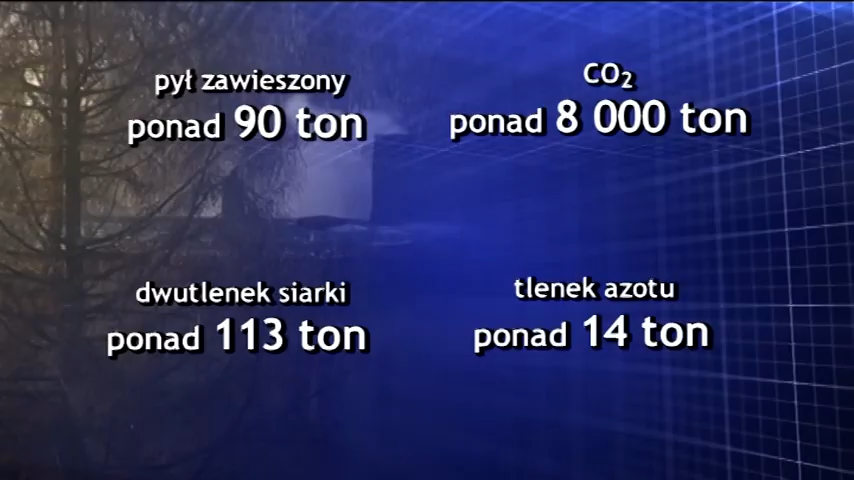 pył zawieszony
ponad 90 ton
CO₂
ponad 8 000 ton
dwutlenek siarki
ponad 113 ton
tlenek azotu
ponad 14 ton